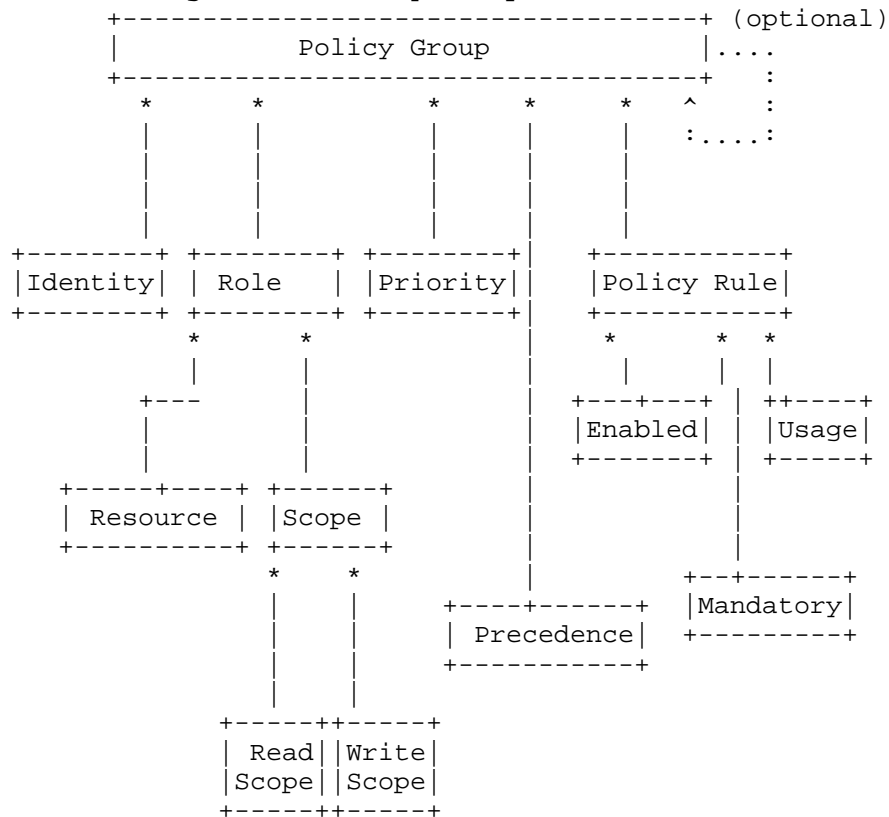 (optional)
Policy Group
Identity Role Priority Policy Rule
Enabled Usage
Resource Scope
Mandatory
Precedence
Read Write
Scope Scope